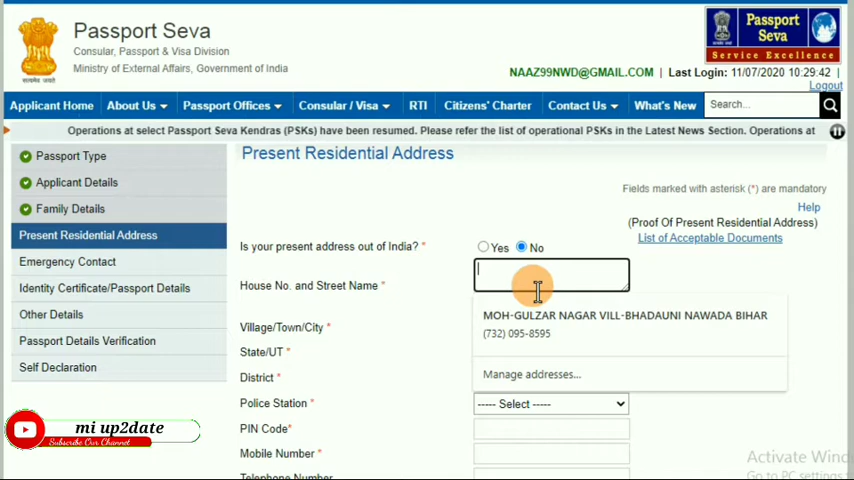 Passport Seva
Consular, Passport & Visa Division
Ministry of External Affairs, Government of India
Passport
Seva
Service Excellence
NAAZ99NWD@GMAIL.COM | Last Login: 11/07/2020 10:29:42 |
Logout
Applicant Home About Us Passport Offices Consular / Visa RTI Citizens' Charter Contact Us What's New Search...
Operations at select Passport Seva Kendras (PSKs) have been resumed. Please refer the list of operational PSKs in the Latest News Section. Operations at
Passport Type
Applicant Details
Family Details
Present Residential Address
Emergency Contact
Identity Certificate/Passport Details
Other Details
Passport Details Verification
Self Declaration
Present Residential Address
Fields marked with asterisk (*) are mandatory
Help
(Proof Of Present Residential Address)
List of Acceptable Documents
Is your present address out of India? * Yes No
House No. and Street Name *
MOH-GULZAR NAGAR VILL-BHADAUNI NAWADA BIHAR
(732) 095-8595
Manage addresses...
Village/Town/City *
State/UT *
District *
Police Station * ----- Select -----
PIN Code*
Mobile Number *
Telephone Number
mi up2date
Subscribe Our Channel
Activate Wind
Go to PC settings